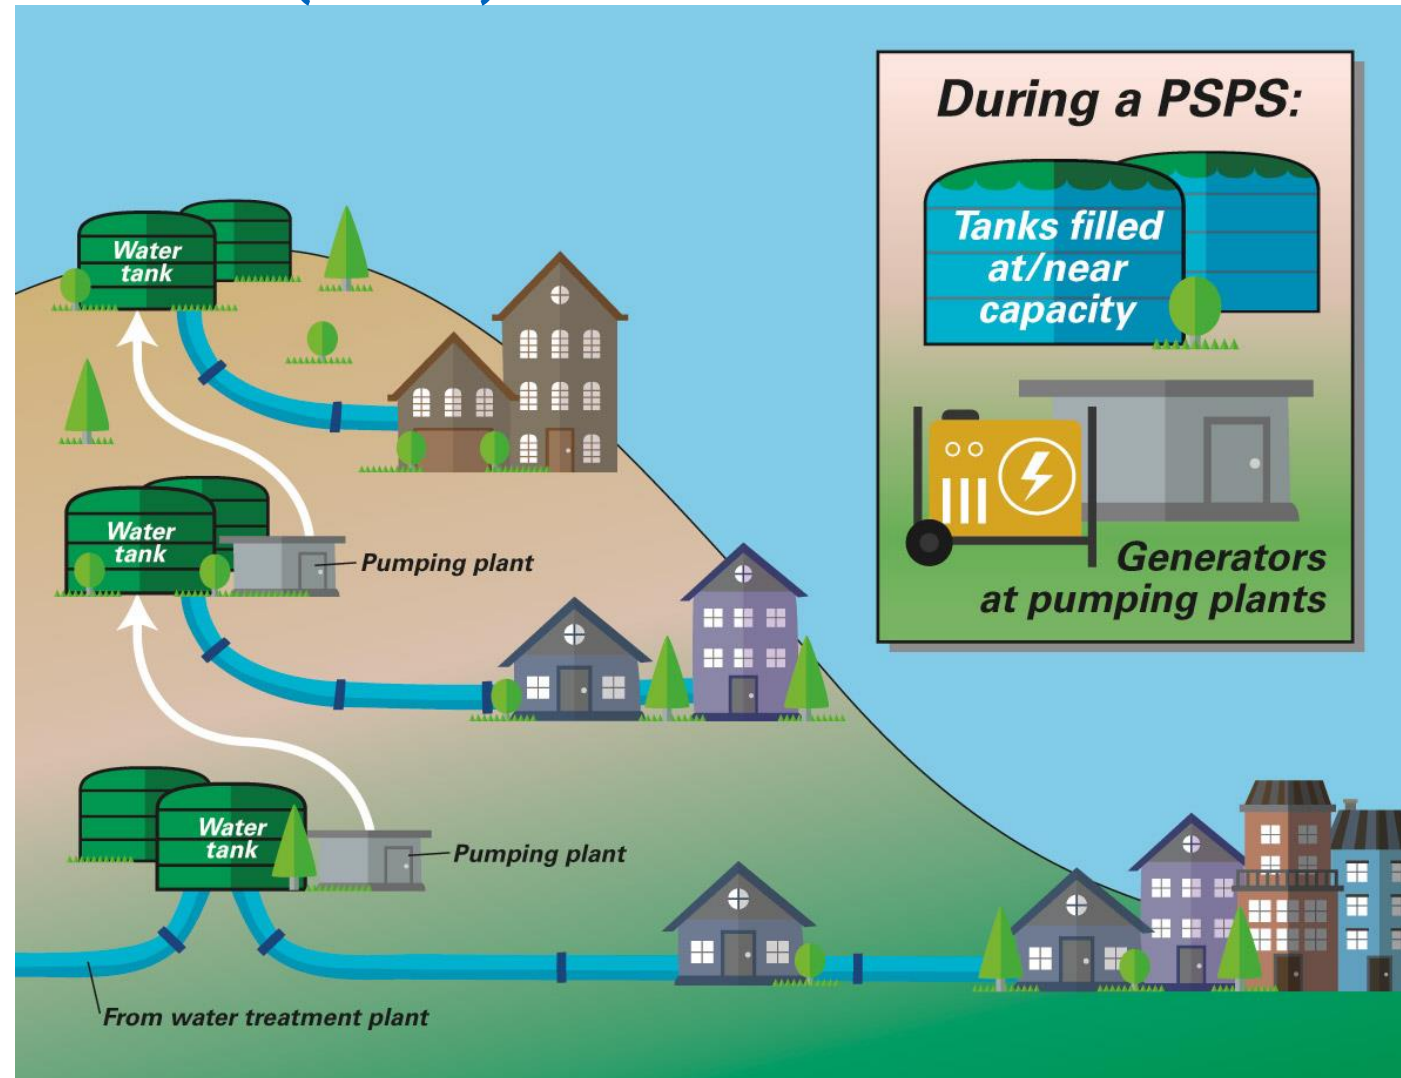 During a PSPS:
Tanks filled
at/near
capacity
Generators
at pumping plants
Water
tank
Water
tank
Pumping plant
Water
tank
Pumping plant
From water treatment plant